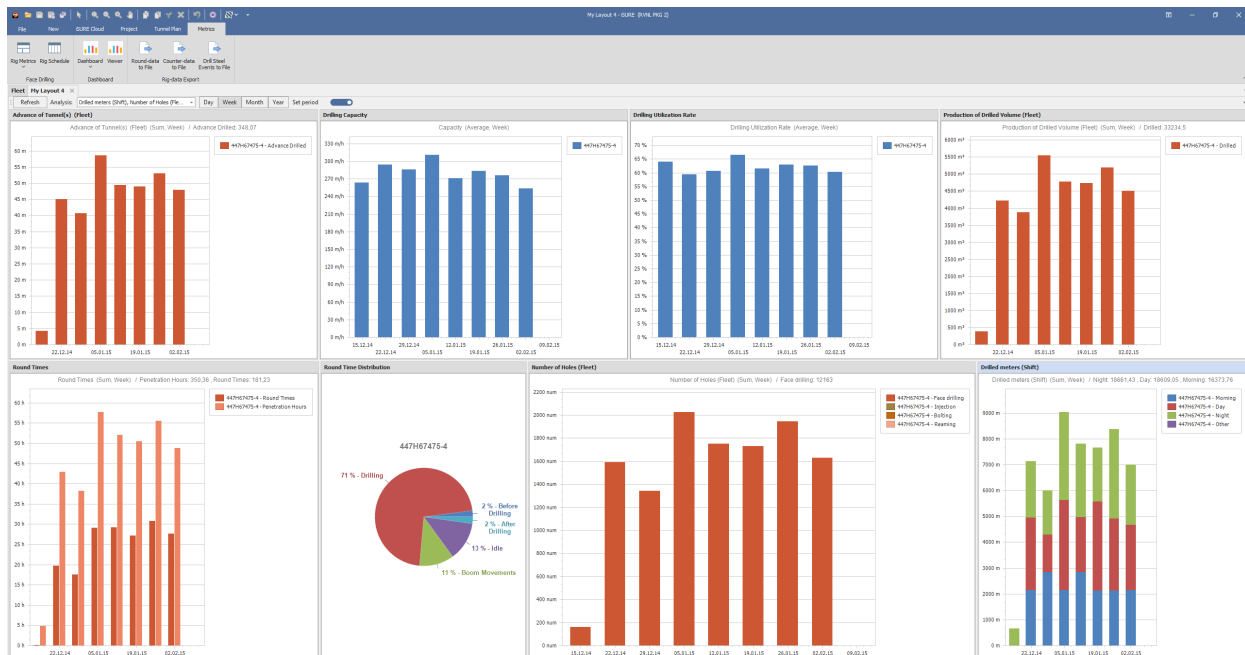 My Layout 4 - iSURE (RVNL PKG 2)
File New iSURE Cloud Project Tunnel Plan Metrics
Rig Metrics Rig Schedule Dashboard Viewer Round-data to File Counter-data to File Drill Steel Events to File
Face Drilling Dashboard Rig-data Export
Fleet My Layout 4
Refresh Analysis: Drilled meters (Shift), Number of Holes (Fle... Day Week Month Year Set period
Advance of Tunnel(s) (Fleet)
Advance of Tunnel(s) (Fleet) (Sum, Week) / Advance Drilled: 348,07
447H67475-4 - Advance Drilled
60 m
55 m
50 m
45 m
40 m
35 m
30 m
25 m
20 m
15 m
10 m
5 m
0 m
22.12.14 05.01.15 19.01.15 02.02.15
Drilling Capacity
Capacity (Average, Week)
447H67475-4
330 m/h
300 m/h
270 m/h
240 m/h
210 m/h
180 m/h
150 m/h
120 m/h
90 m/h
60 m/h
30 m/h
0 m/h
15.12.14 29.12.14 12.01.15 26.01.15 09.02.15
22.12.14 05.01.15 19.01.15 02.02.15
Drilling Utilization Rate
Drilling Utilization Rate (Average, Week)
447H67475-4
70 %
65 %
60 %
55 %
50 %
45 %
40 %
35 %
30 %
25 %
20 %
15 %
10 %
5 %
0 %
15.12.14 29.12.14 12.01.15 26.01.15 09.02.15
22.12.14 05.01.15 19.01.15 02.02.15
Production of Drilled Volume (Fleet)
Production of Drilled Volume (Fleet) (Sum, Week) / Drilled: 33234,5
447H67475-4 - Drilled
6000 m³
5500 m³
5000 m³
4500 m³
4000 m³
3500 m³
3000 m³
2500 m³
2000 m³
1500 m³
1000 m³
500 m³
0 m³
22.12.14 05.01.15 19.01.15 02.02.15
Round Times
Round Times (Sum, Week) / Penetration Hours: 350,36 , Round Times: 181,23
447H67475-4 - Round Times
447H67475-4 - Penetration Hours
60 h
55 h
50 h
45 h
40 h
35 h
30 h
25 h
20 h
15 h
10 h
5 h
0 h
22.12.14 05.01.15 19.01.15 02.02.15
Round Time Distribution
447H67475-4
71 % - Drilling
2 % - Before Drilling
2 % - After Drilling
13 % - Idle
11 % - Boom Movements
Number of Holes (Fleet)
Number of Holes (Fleet) (Sum, Week) / Face drilling: 12163
447H67475-4 - Face drilling
447H67475-4 - Injection
447H67475-4 - Bolting
447H67475-4 - Reaming
2200 num
2000 num
1800 num
1600 num
1400 num
1200 num
1000 num
800 num
600 num
400 num
200 num
0 num
15.12.14 22.12.14 29.12.14 05.01.15 12.01.15 19.01.15 26.01.15 02.02.15 09.02.15
Drilled meters (Shift)
Drilled meters (Shift) (Sum, Week) / Night: 18661,43 , Day: 18609,05 , Morning: 16373,76
447H67475-4 - Morning
447H67475-4 - Day
447H67475-4 - Night
447H67475-4 - Other
9000 m
8000 m
7000 m
6000 m
5000 m
4000 m
3000 m
2000 m
1000 m
0 m
22.12.14 05.01.15 19.01.15 02.02.15